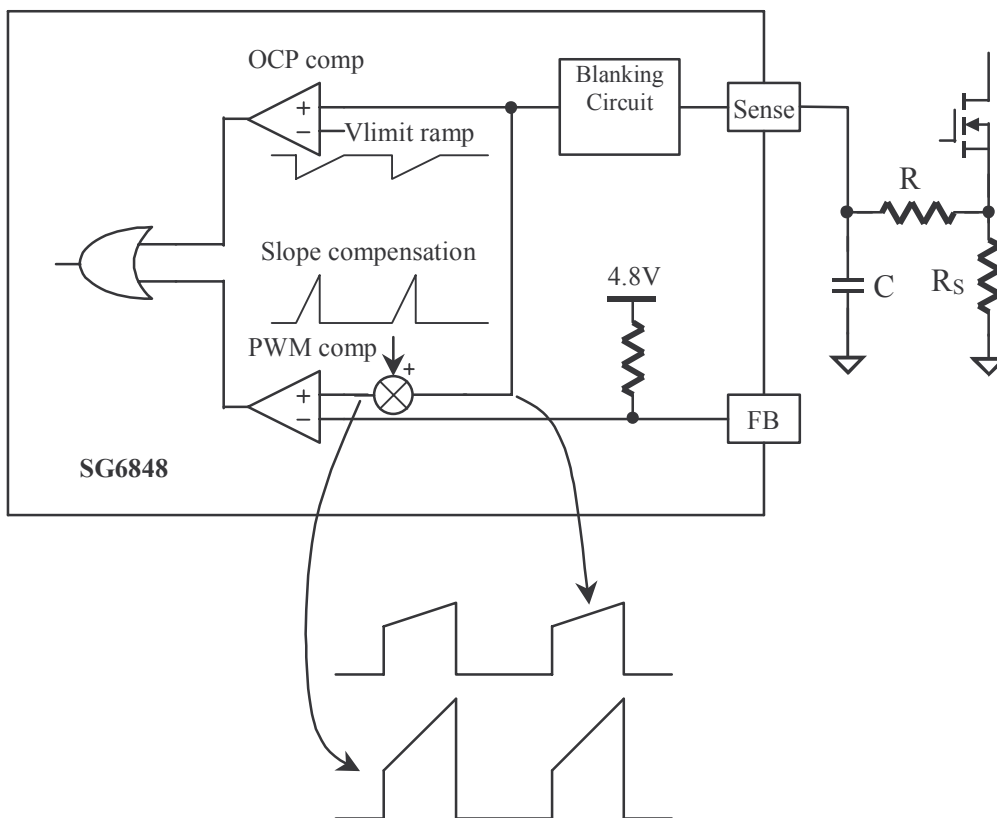 OCP comp
+
−
Vlimit ramp
Blanking
Circuit
Sense
R
C
RS
Slope compensation
4.8V
PWM comp
+
+
−
FB
SG6848